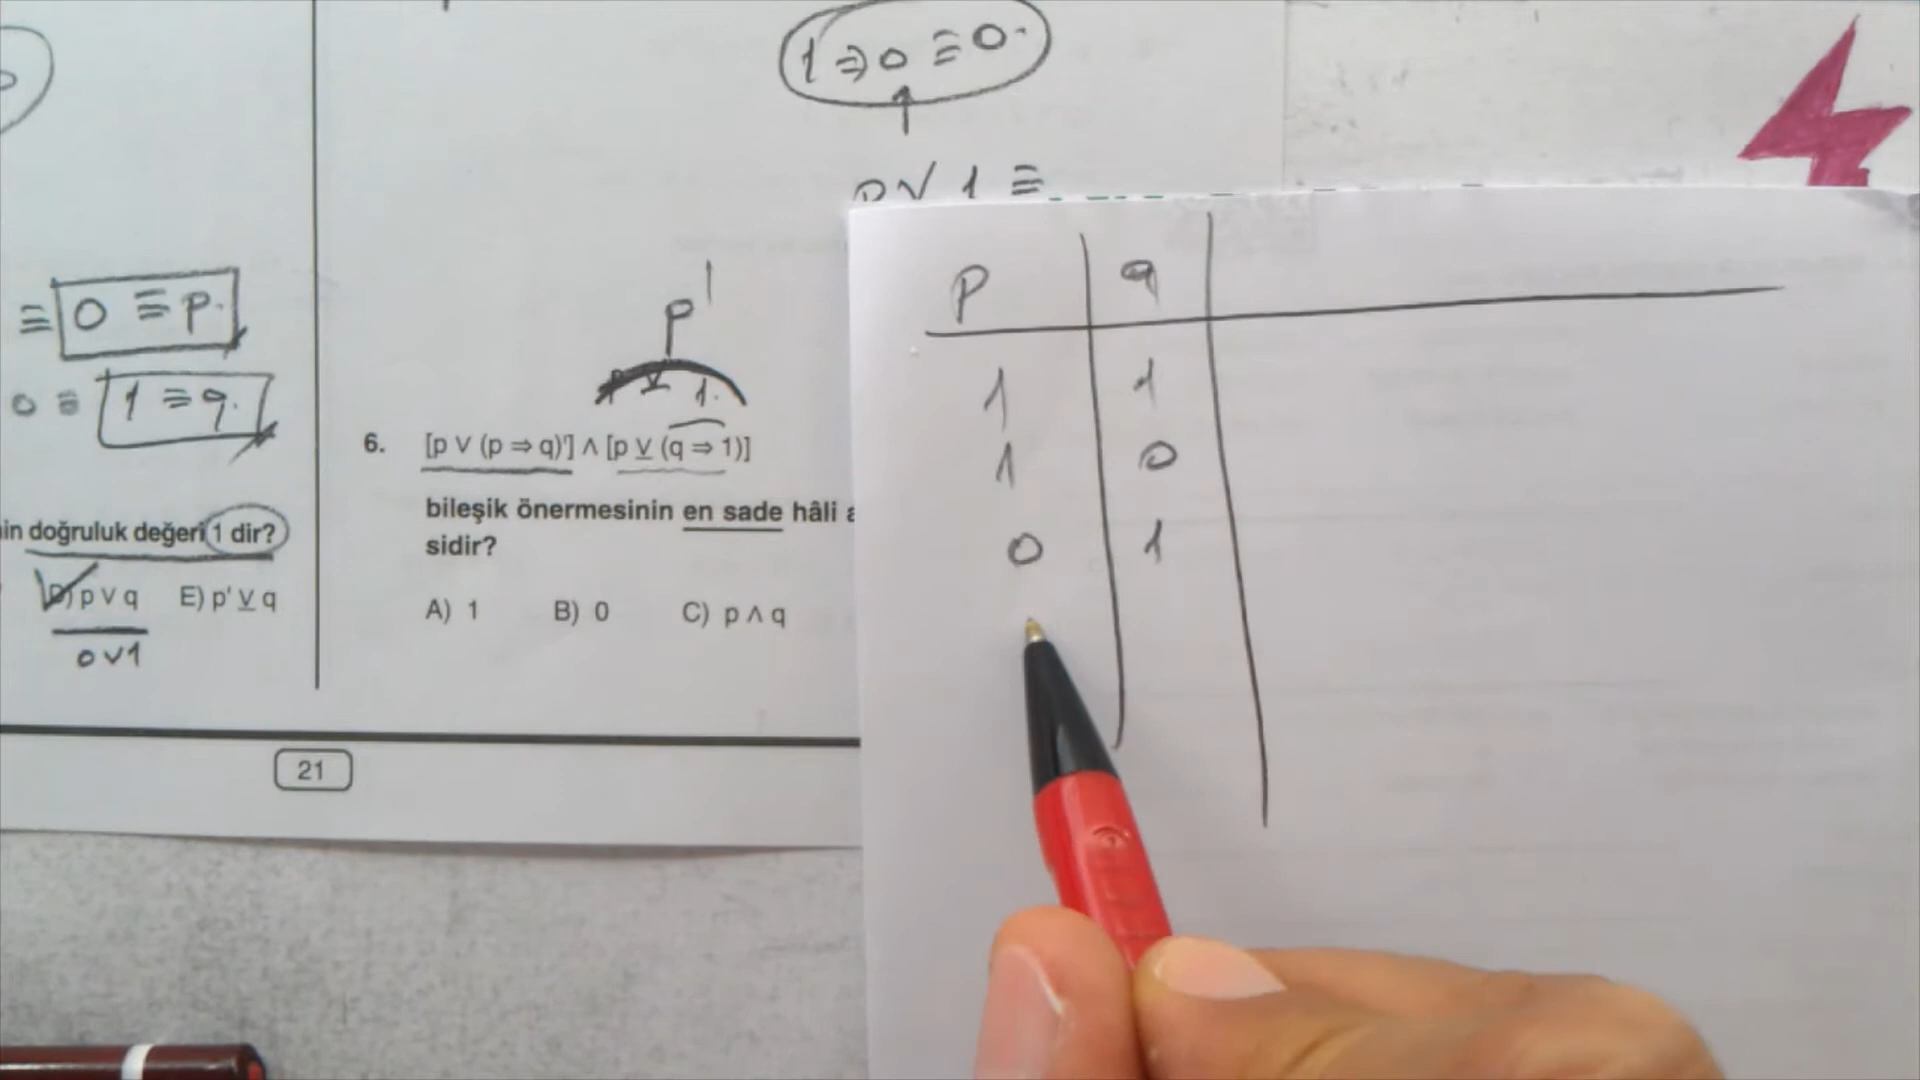 ≡ 0 ≡ p.
0 ≡ 1 ≡ q.
in doğruluk değeri 1 dir?
D) p ∨ q E) p' ⊻ q
0 ∨ 1
21
1 ⇒ 0 ≡ 0.
∨ 1 ≡
p'
⊻ 1.
6. [p ∨ (p ⇒ q)'] ∧ [p ⊻ (q ⇒ 1)]
bileşik önermesinin en sade hâli a
sidir?
A) 1 B) 0 C) p ∧ q
p q
1 1
1 0
0 1